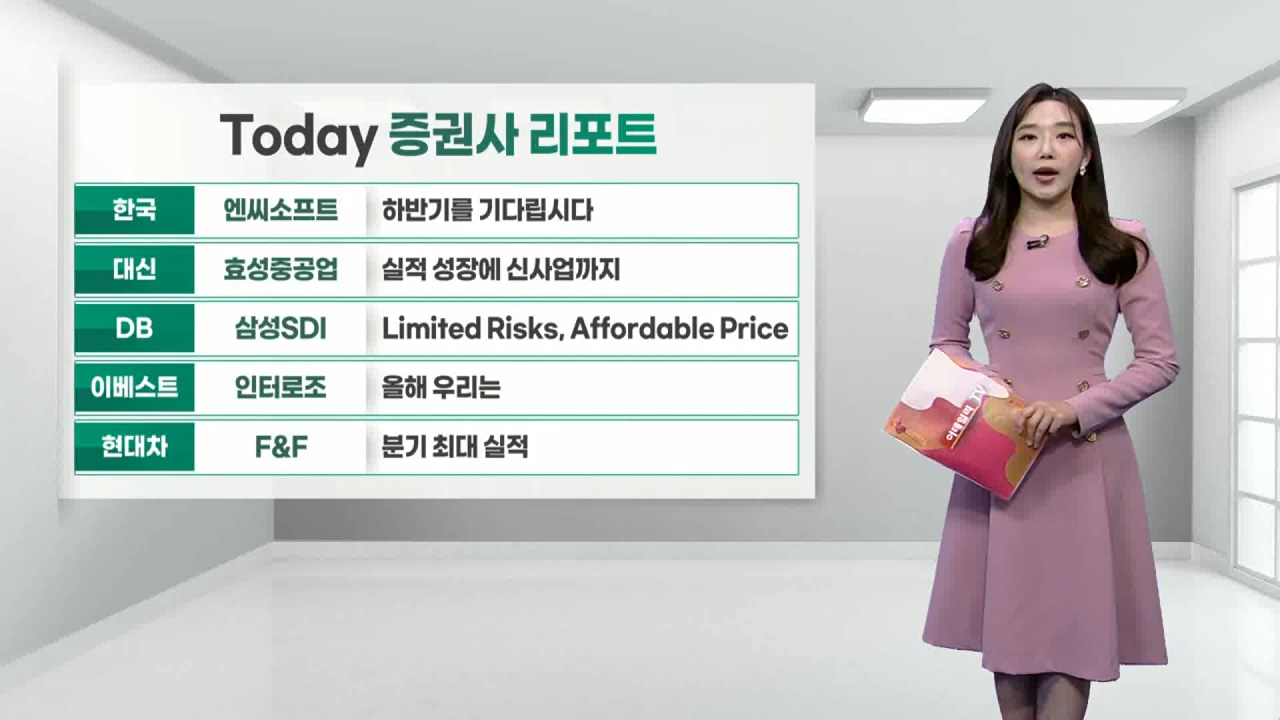 Today 증권사 리포트
한국 엔씨소프트 하반기를 기다립시다
대신 효성중공업 실적 성장에 신사업까지
DB 삼성SDI Limited Risks, Affordable Price
이베스트 인터로조 올해 우리는
현대차 F&F 분기 최대 실적